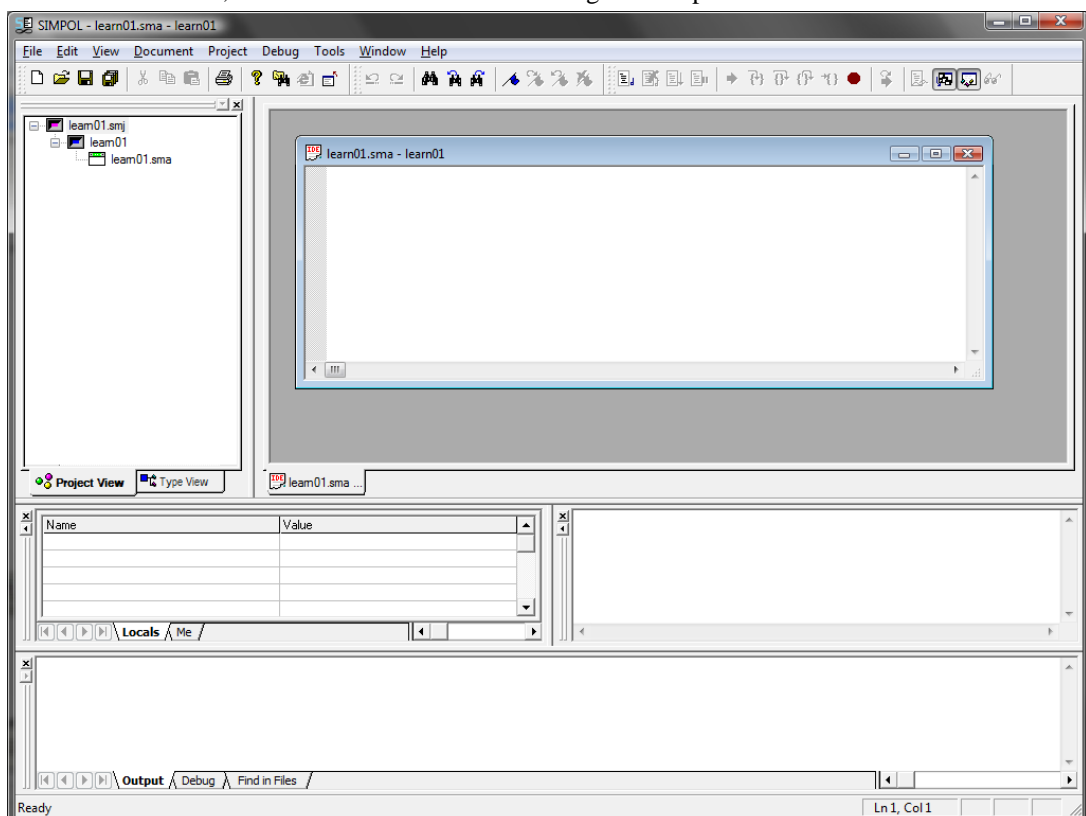 SIMPOL - learn01.sma - learn01
File Edit View Document Project Debug Tools Window Help
learn01.smj
learn01
learn01.sma
IDE learn01.sma - learn01
Project View Type View
IDE learn01.sma ...
Name Value
Locals Me
Output Debug Find in Files
Ready Ln 1, Col 1